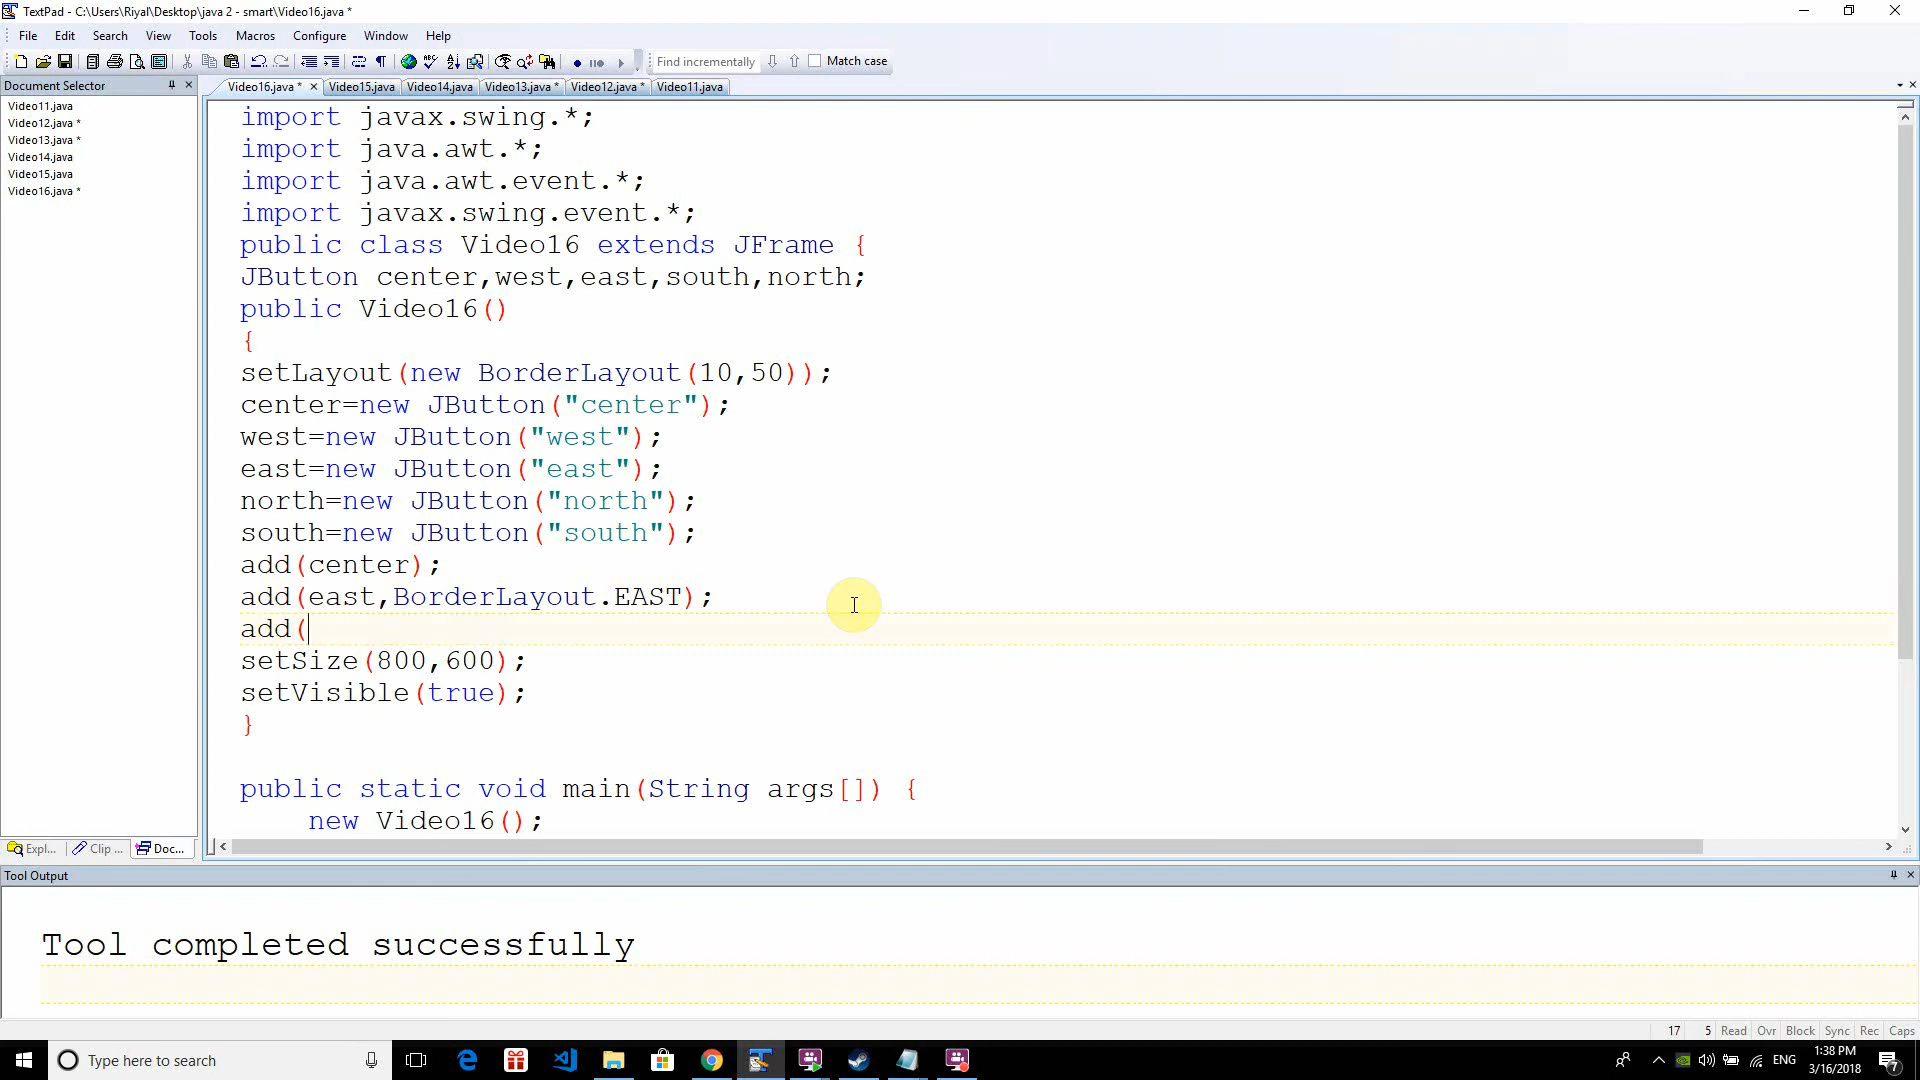 TextPad - C:\Users\Riyal\Desktop\java 2 - smart\Video16.java *
File Edit Search View Tools Macros Configure Window Help
Find incrementally Match case
Document Selector
Video11.java
Video12.java *
Video13.java *
Video14.java
Video15.java
Video16.java *
Video16.java * Video15.java Video14.java Video13.java * Video12.java * Video11.java
import javax.swing.*;
import java.awt.*;
import java.awt.event.*;
import javax.swing.event.*;
public class Video16 extends JFrame {
JButton center,west,east,south,north;
public Video16()
{
setLayout(new BorderLayout(10,50));
center=new JButton("center");
west=new JButton("west");
east=new JButton("east");
north=new JButton("north");
south=new JButton("south");
add(center);
add(east,BorderLayout.EAST);
add(
setSize(800,600);
setVisible(true);
}
public static void main(String args[]) {
new Video16();
Expl... Clip ... Doc...
Tool Output
Tool completed successfully
17 5 Read Ovr Block Sync Rec Caps
Type here to search
ENG
1:38 PM
3/16/2018
7